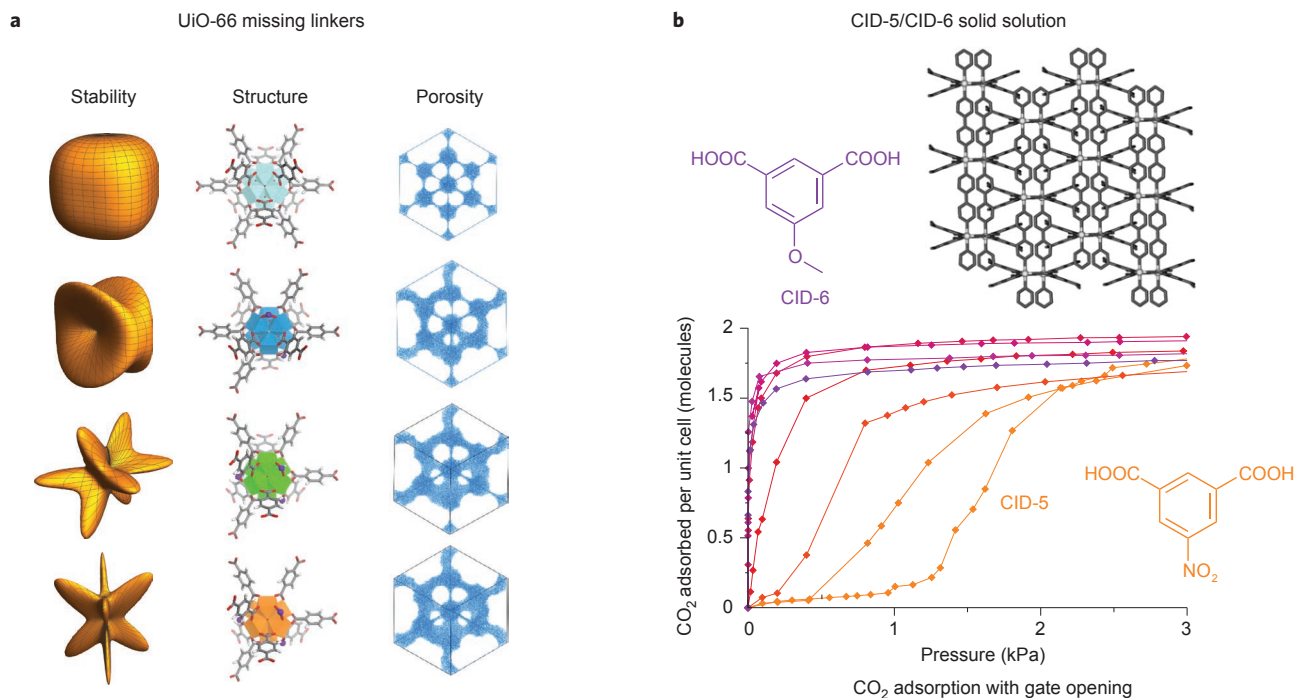 a
UiO-66 missing linkers
Stability
Structure
Porosity
b
CID-5/CID-6 solid solution
HOOC
COOH
O
CID-6
CO₂ adsorbed per unit cell (molecules)
2
1.5
1
0.5
0
0
1
2
3
CID-5
HOOC
COOH
NO₂
Pressure (kPa)
CO₂ adsorption with gate opening